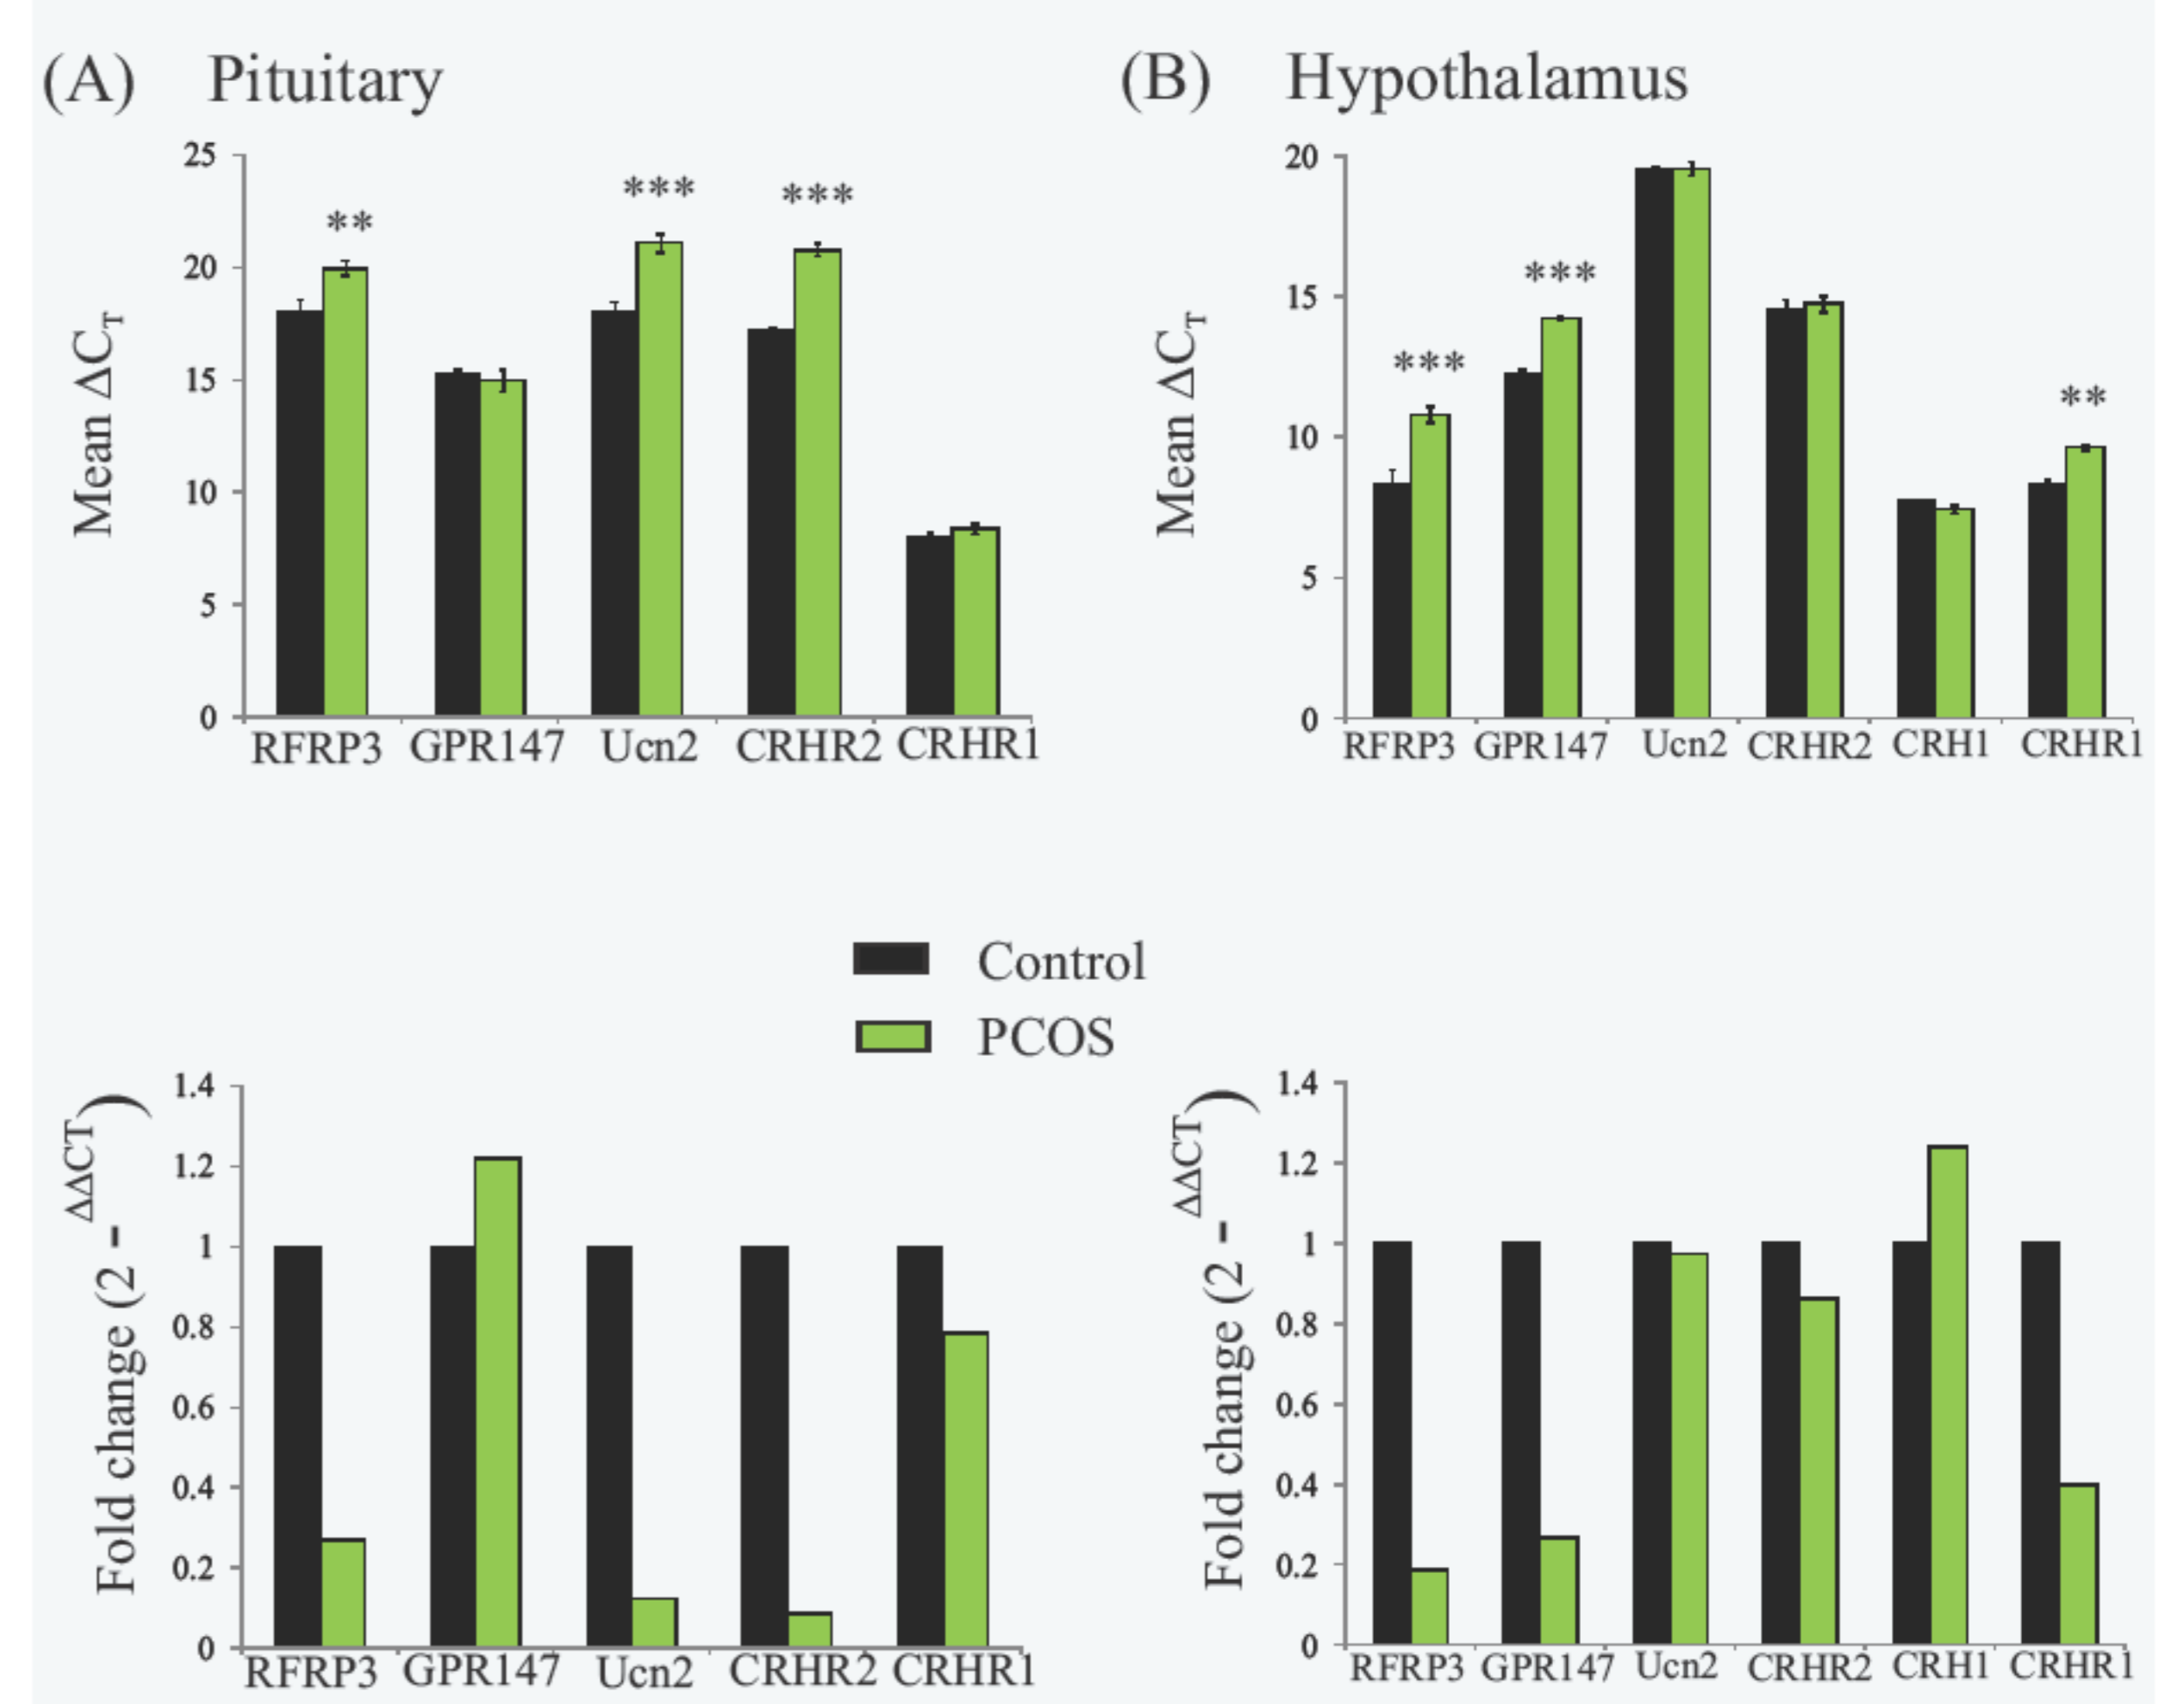 (A) Pituitary
25
20
15
10
5
0
Mean ΔCT
**
***
***
RFRP3 GPR147 Ucn2 CRHR2 CRHR1
(B) Hypothalamus
20
15
10
5
0
Mean ΔCT
***
***
**
RFRP3 GPR147 Ucn2 CRHR2 CRH1 CRHR1
Control
PCOS
1.4
1.2
1
0.8
0.6
0.4
0.2
0
Fold change (2 - ΔΔCT)
RFRP3 GPR147 Ucn2 CRHR2 CRHR1
1.4
1.2
1
0.8
0.6
0.4
0.2
0
Fold change (2 - ΔΔCT)
RFRP3 GPR147 Ucn2 CRHR2 CRH1 CRHR1